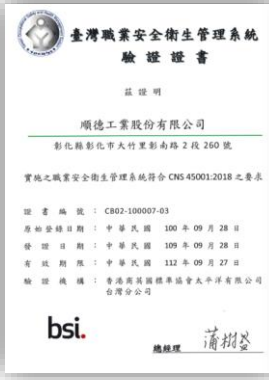 臺灣職業安全衛生管理系統
驗證證書
茲證明
順德工業股份有限公司
彰化縣彰化市大竹里彰南路 2 段 260 號
實施之職業安全衛生管理系統符合 CNS 45001:2018 之要求
證書編號：CB02-100007-03
原始登錄日期：中華民國 100 年 09 月 28 日
發證日期：中華民國 109 年 09 月 28 日
有效期限：中華民國 112 年 09 月 27 日
驗證機構：香港商英國標準協會太平洋有限公司
台灣分公司
bsi.
總經理 蒲樹盛